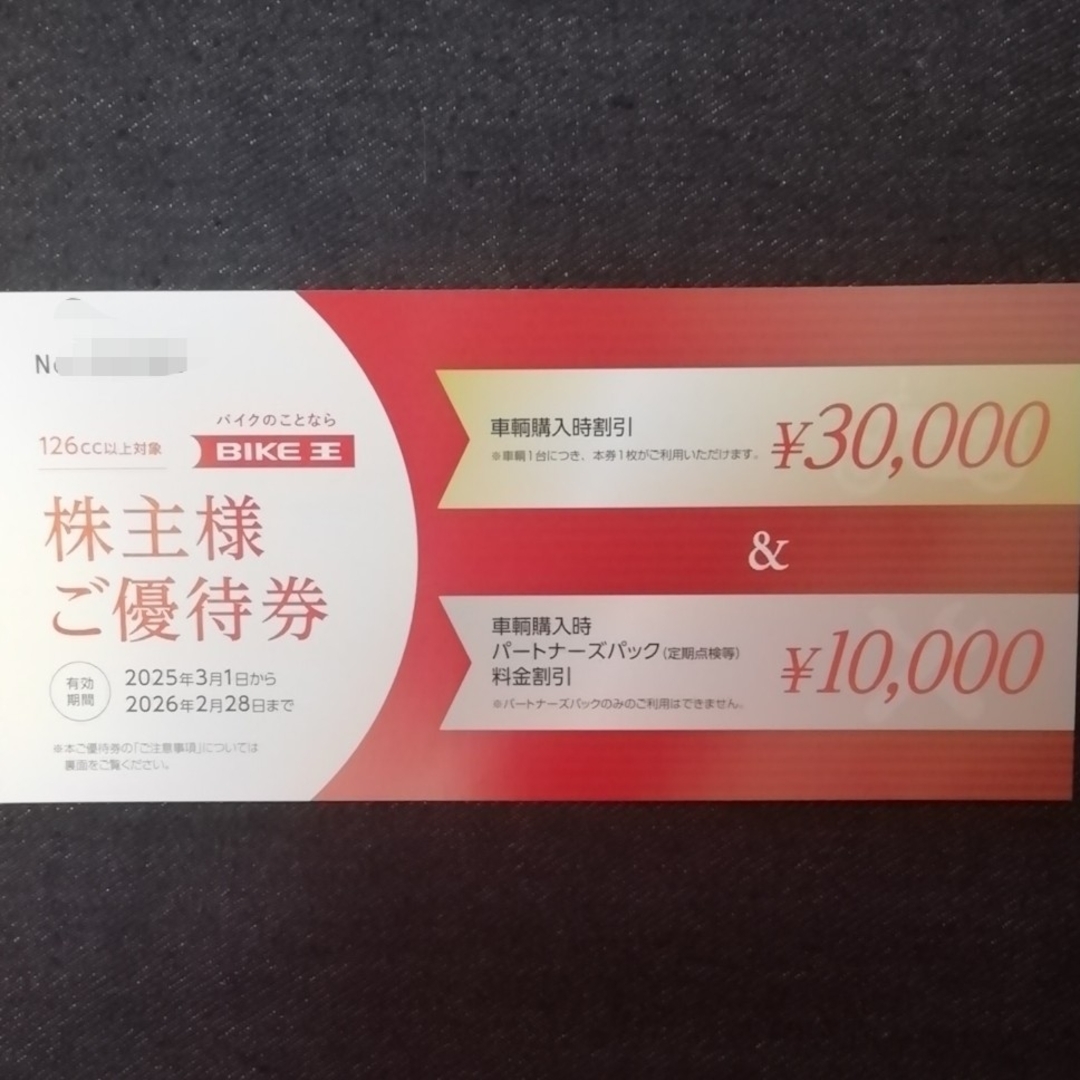 バイクのことなら
126cc以上対象
BIKE王
株主様
ご優待券
有効
期間
2025年3月1日から
2026年2月28日まで
※本ご優待券の「ご注意事項」については
裏面をご覧ください。
車輌購入時割引
※車輌1台につき、本券1枚がご利用いただけます。
¥30,000
&
車輌購入時
パートナーズパック(定期点検等)
料金割引
※パートナーズパックのみのご利用はできません。
¥10,000